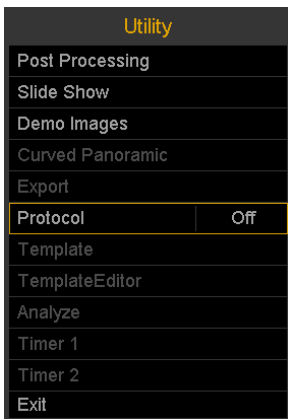 Utility
Post Processing
Slide Show
Demo Images
Curved Panoramic
Export
Protocol Off
Template
TemplateEditor
Analyze
Timer 1
Timer 2
Exit